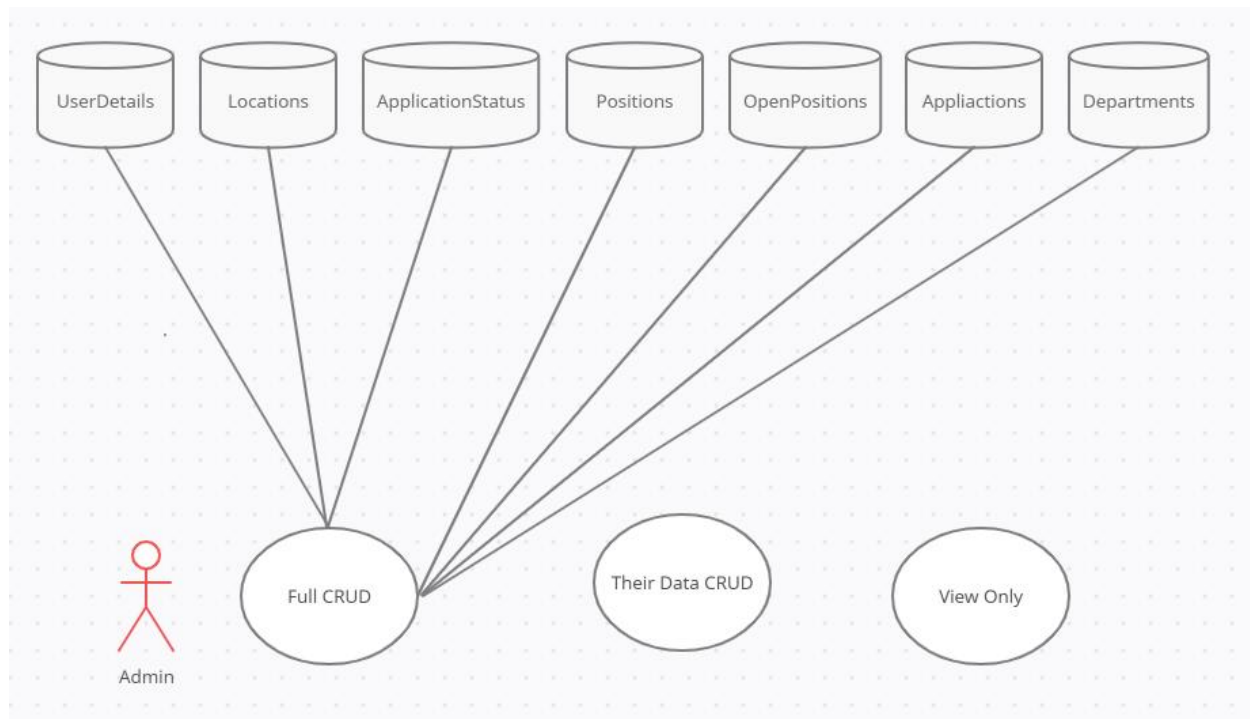 UserDetails
Locations
ApplicationStatus
Positions
OpenPositions
Appliactions
Departments
Full CRUD
Their Data CRUD
View Only
Admin